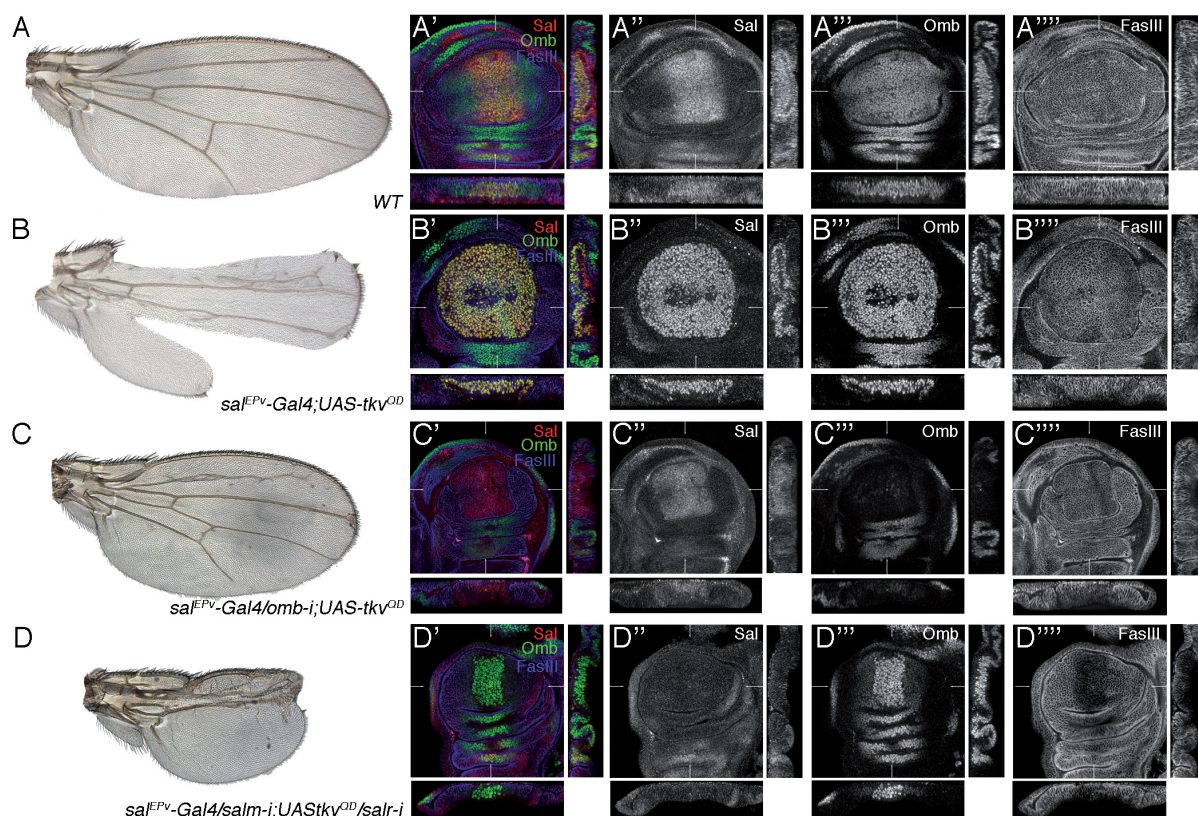 A
A' Sal
Omb
FasIII
A'' Sal
A''' Omb
A'''' FasIII
WT
B
B' Sal
Omb
FasIII
B'' Sal
B''' Omb
B'''' FasIII
sal^EPv-Gal4;UAS-tkv^QD
C
C' Sal
Omb
FasIII
C'' Sal
C''' Omb
C'''' FasIII
sal^EPv-Gal4/omb-i;UAS-tkv^QD
D
D' Sal
Omb
FasIII
D'' Sal
D''' Omb
D'''' FasIII
sal^EPv-Gal4/salm-i;UAStkv^QD/salr-i